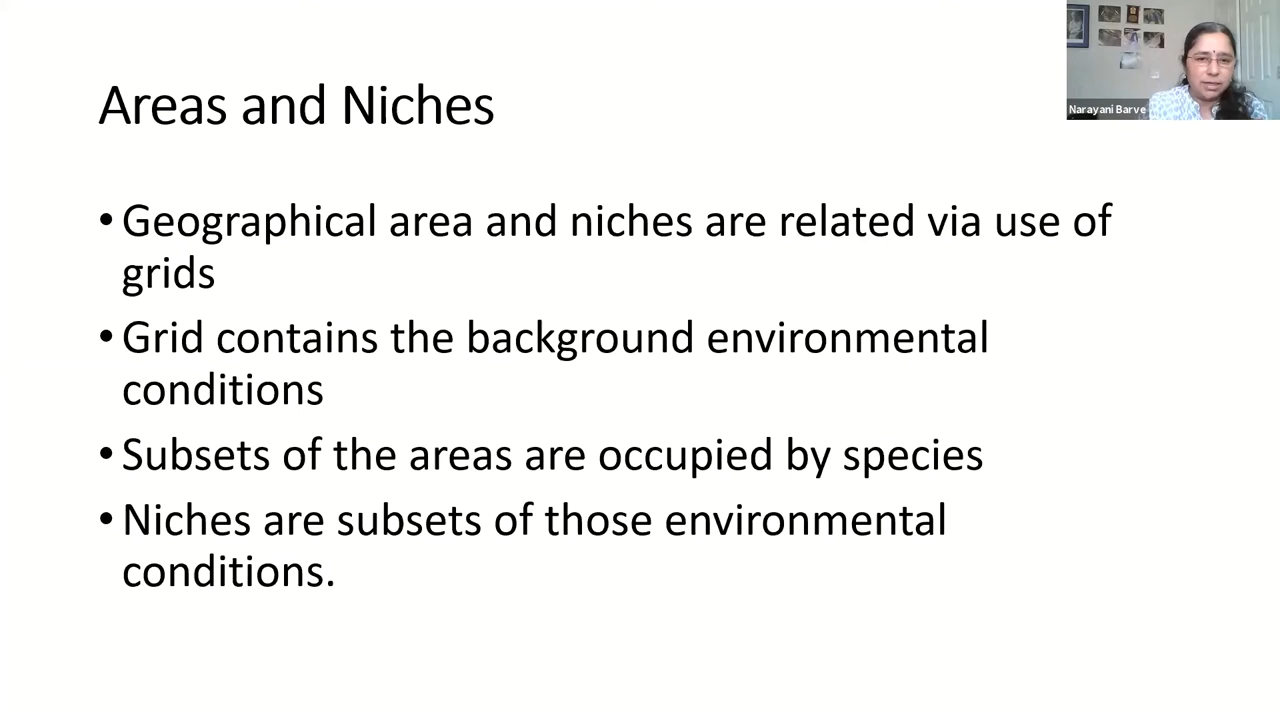 Areas and Niches
Narayani Barve
• Geographical area and niches are related via use of
grids
• Grid contains the background environmental
conditions
• Subsets of the areas are occupied by species
• Niches are subsets of those environmental
conditions.